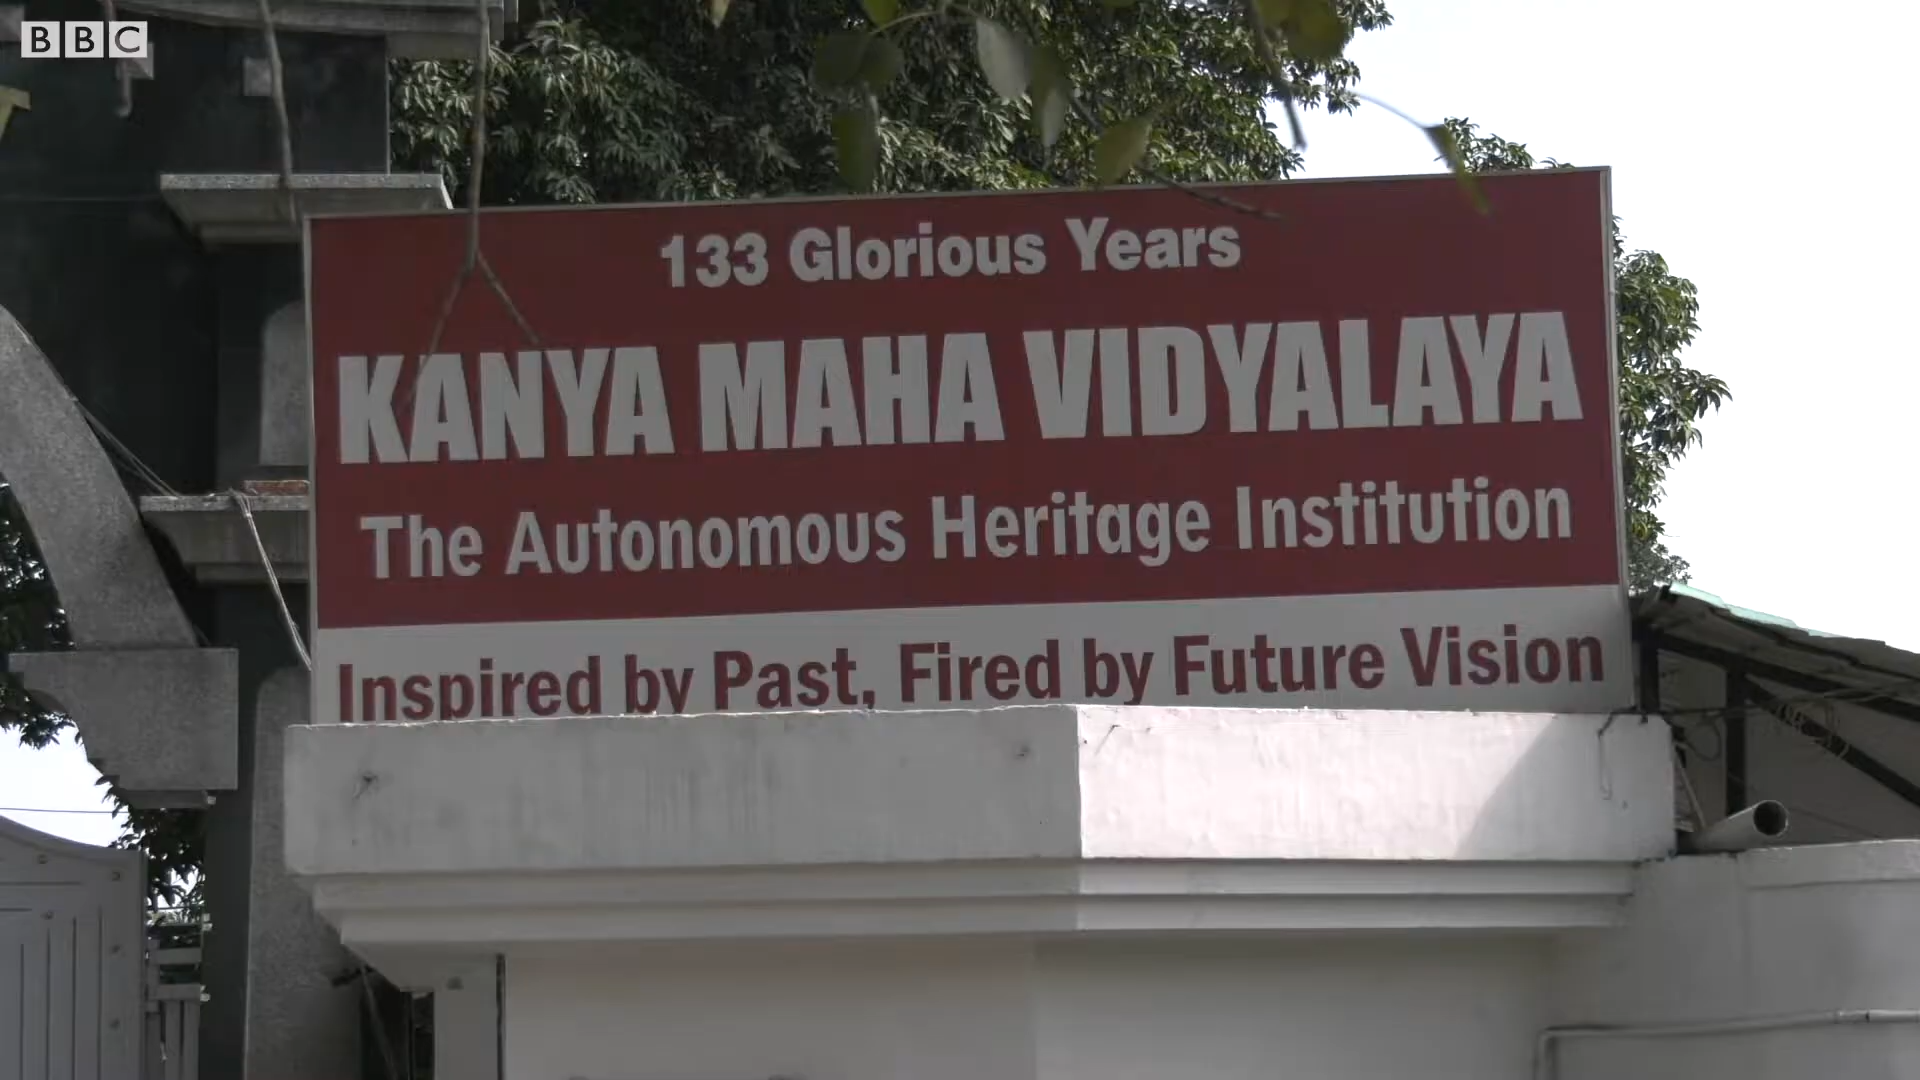 BBC
133 Glorious Years
KANYA MAHA VIDYALAYA
The Autonomous Heritage Institution
Inspired by Past, Fired by Future Vision